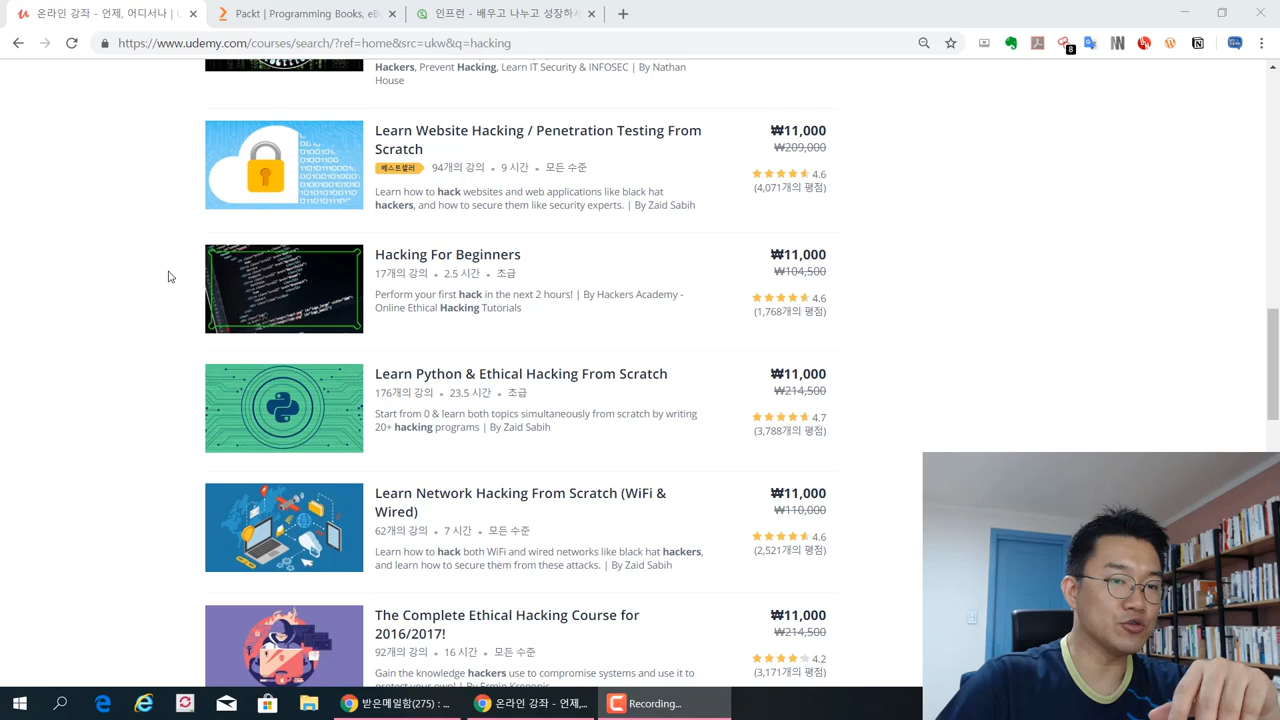 온라인 강좌 - 언제, 어디서나 | U
Packt | Programming Books, eBo
인프런 - 배우고 나누고 성장하세
https://www.udemy.com/courses/search/?ref=home&src=ukw&q=hacking
8
Hackers, Prevent Hacking, Learn IT Security & INFOSEC | By Nathan
House
Learn Website Hacking / Penetration Testing From
Scratch
베스트셀러 94개의 강의 • 9 시간 • 모든 수준
Learn how to hack websites and web applications like black hat
hackers, and how to secure them like security experts. | By Zaid Sabih
₩11,000
₩209,000
4.6
(4,071개의 평점)
Hacking For Beginners
17개의 강의 • 2.5 시간 • 초급
Perform your first hack in the next 2 hours! | By Hackers Academy -
Online Ethical Hacking Tutorials
₩11,000
₩104,500
4.6
(1,768개의 평점)
Learn Python & Ethical Hacking From Scratch
176개의 강의 • 23.5 시간 • 초급
Start from 0 & learn both topics simultaneously from scratch by writing
20+ hacking programs | By Zaid Sabih
₩11,000
₩214,500
4.7
(3,788개의 평점)
Learn Network Hacking From Scratch (WiFi &
Wired)
62개의 강의 • 7 시간 • 모든 수준
Learn how to hack both WiFi and wired networks like black hat hackers,
and learn how to secure them from these attacks. | By Zaid Sabih
₩11,000
₩110,000
4.6
(2,521개의 평점)
The Complete Ethical Hacking Course for
2016/2017!
92개의 강의 • 16 시간 • 모든 수준
Gain the knowledge hackers use to compromise systems and use it to
protect your own! | By Ermin Kreponic
₩11,000
₩214,500
4.2
(3,171개의 평점)
받은메일함(275) : ...
온라인 강좌 - 언제,...
Recording...